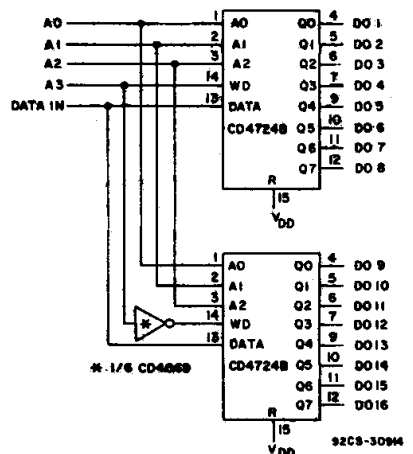 A0 1 A0 Q0 4 DO 1
A1 2 A1 Q1 5 DO 2
A2 3 A2 Q2 6 DO 3
A3 14 WD Q3 7 DO 4
DATA IN 13 DATA Q4 9 DO 5
CD4724B Q5 10 DO 6
Q6 11 DO 7
Q7 12 DO 8
R
15
VDD
1 A0 Q0 4 DO 9
2 A1 Q1 5 DO 10
3 A2 Q2 6 DO 11
* 14 WD Q3 7 DO 12
13 DATA Q4 9 DO 13
* 1/6 CD4069 CD4724B Q5 10 DO 14
Q6 11 DO 15
Q7 12 DO 16
R
15
VDD
92CS-30914